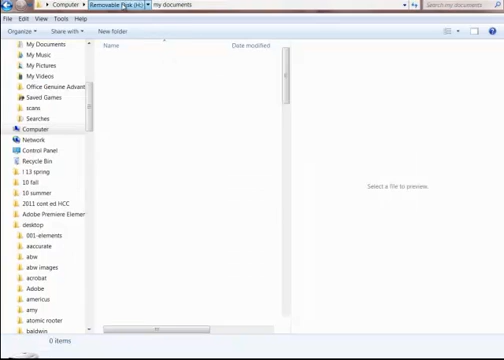 Computer ▸ Removable Disk (H:) ▸ my documents
Search my documents
File Edit View Tools Help
Organize Share with New folder
Name Date modified
My Documents
My Music
My Pictures
My Videos
Office Genuine Advant
Saved Games
scans
Searches
Computer
Network
Control Panel
Recycle Bin
! 13 spring
10 fall
10 summer
2011 cont ed HCC
Adobe Premiere Elemen
desktop
001-elements
aaccurate
abw
abw images
acrobat
Adobe
americus
amy
atomic rooter
baldwin
Select a file to preview.
0 items